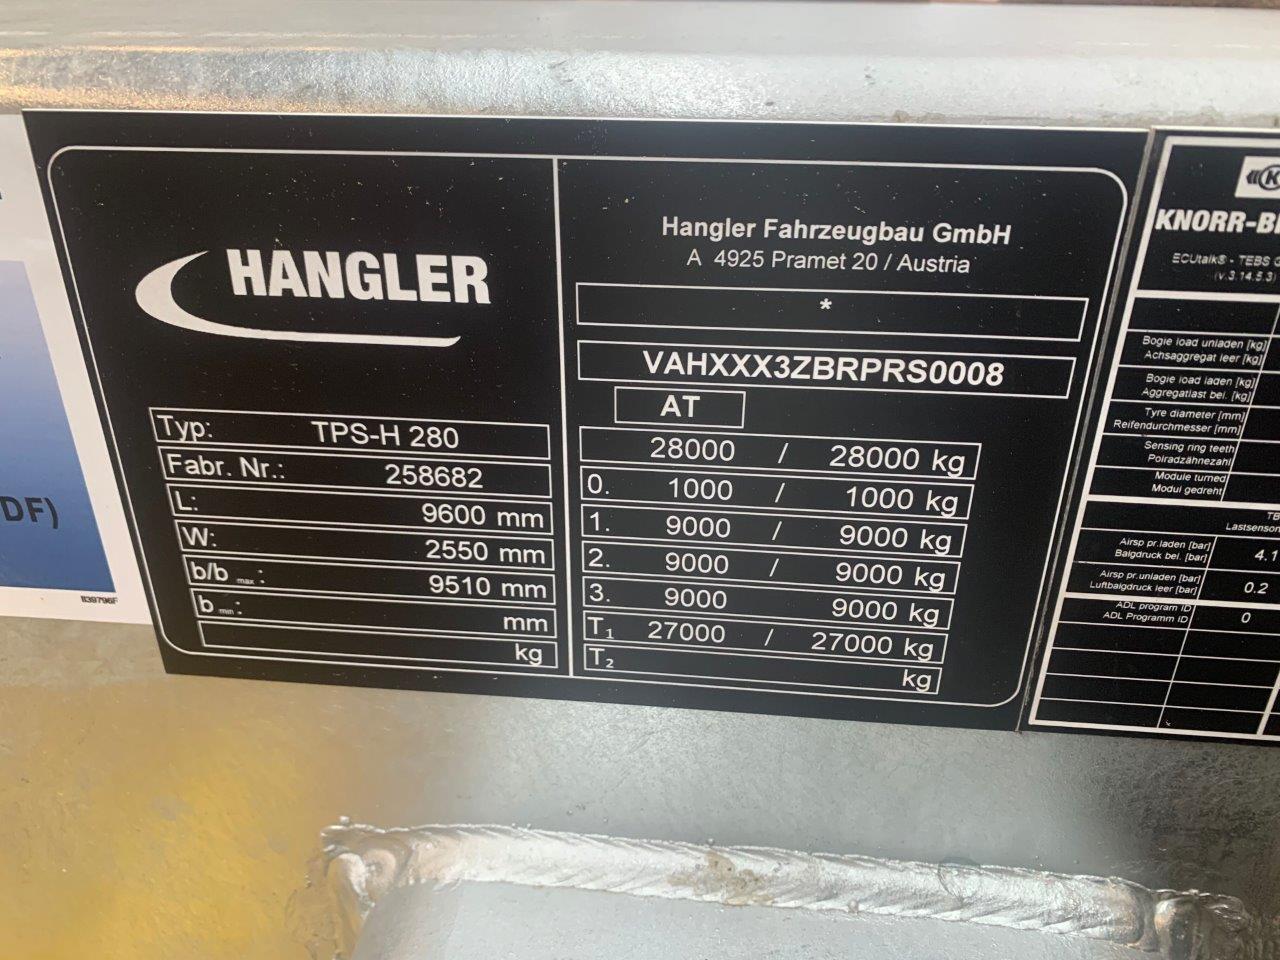 HANGLER
Typ: TPS-H 280
Fabr. Nr.: 258682
L: 9600 mm
W: 2550 mm
b/b max : 9510 mm
b min : mm
kg
Hangler Fahrzeugbau GmbH
A 4925 Pramet 20 / Austria
*
VAHXXX3ZBRPRS0008
AT
28000 / 28000 kg
0. 1000 / 1000 kg
1. 9000 / 9000 kg
2. 9000 / 9000 kg
3. 9000 9000 kg
T₁ 27000 / 27000 kg
T₂ kg
DF)
B39796F
KNORR-B
ECUtalk® - TEBS G
(v.3.14.5.3)
Bogie load unladen [kg]
Achsaggregat leer [kg]
Bogie load laden [kg]
Aggregatlast bel. [kg]
Tyre diameter [mm]
Reifendurchmesser [mm]
Sensing ring teeth
Polradzähnezahl
Module turned
Modul gedreht
TB
Lastsenso
Airsp pr.laden [bar]
Balgdruck bel. [bar]
4.1
Airsp pr.unladen [bar]
Luftbalgdruck leer [bar]
0.2
ADL program ID
ADL Programm ID
0